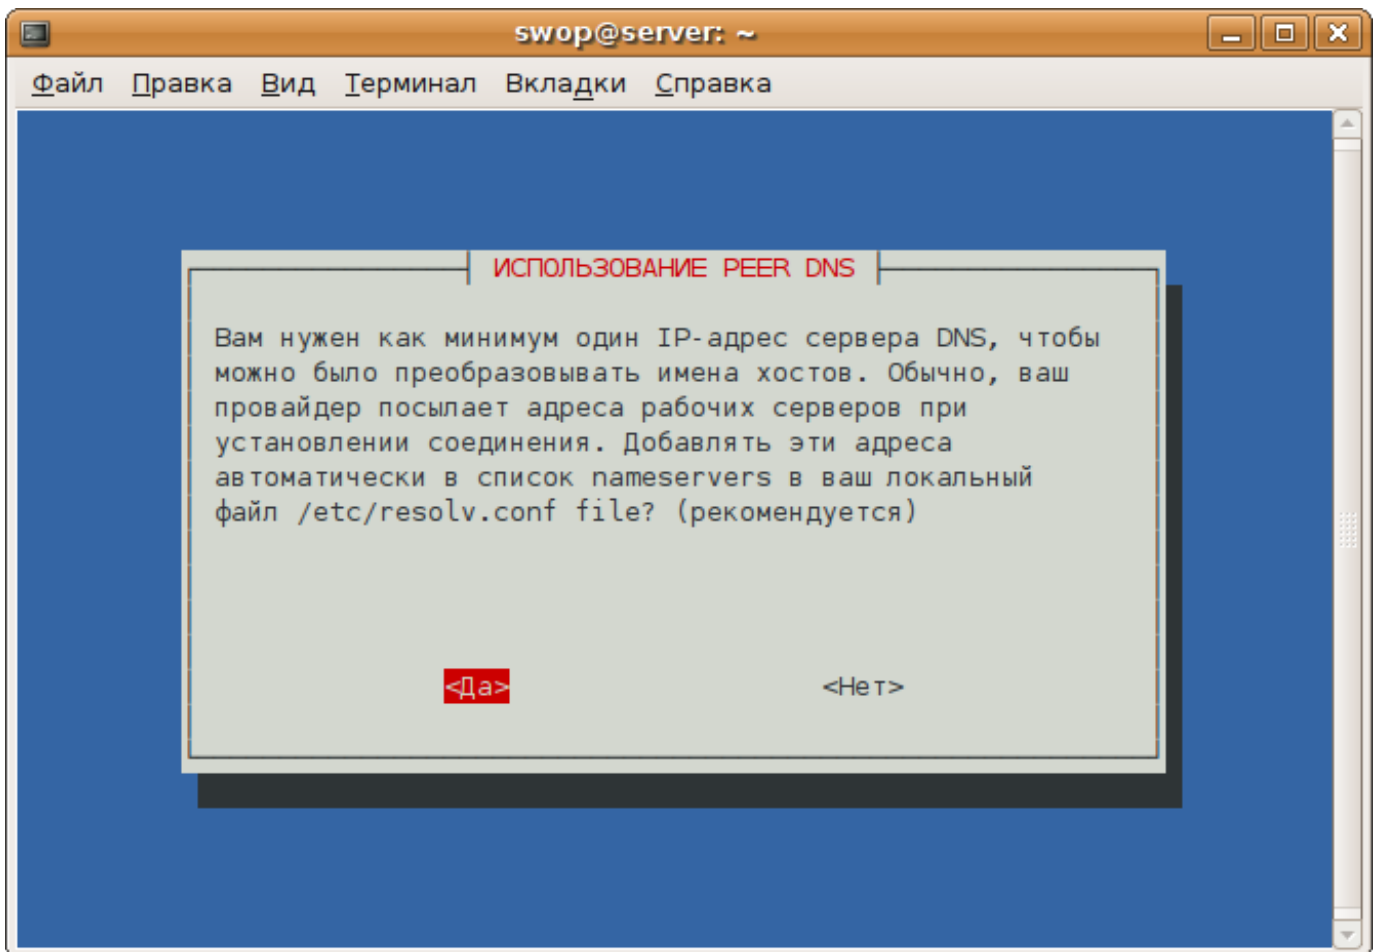 swop@server: ~
Файл Правка Вид Терминал Вкладки Справка
ИСПОЛЬЗОВАНИЕ PEER DNS
Вам нужен как минимум один IP-адрес сервера DNS, чтобы
можно было преобразовывать имена хостов. Обычно, ваш
провайдер посылает адреса рабочих серверов при
установлении соединения. Добавлять эти адреса
автоматически в список nameservers в ваш локальный
файл /etc/resolv.conf file? (рекомендуется)
<Да> <Нет>